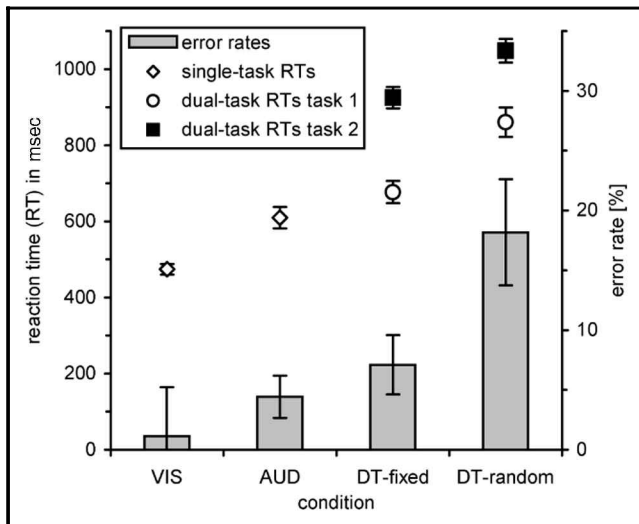 error rates
single-task RTs
dual-task RTs task 1
dual-task RTs task 2
reaction time (RT) in msec
1000
800
600
400
200
0
error rate [%]
30
20
10
0
VIS AUD DT-fixed DT-random
condition